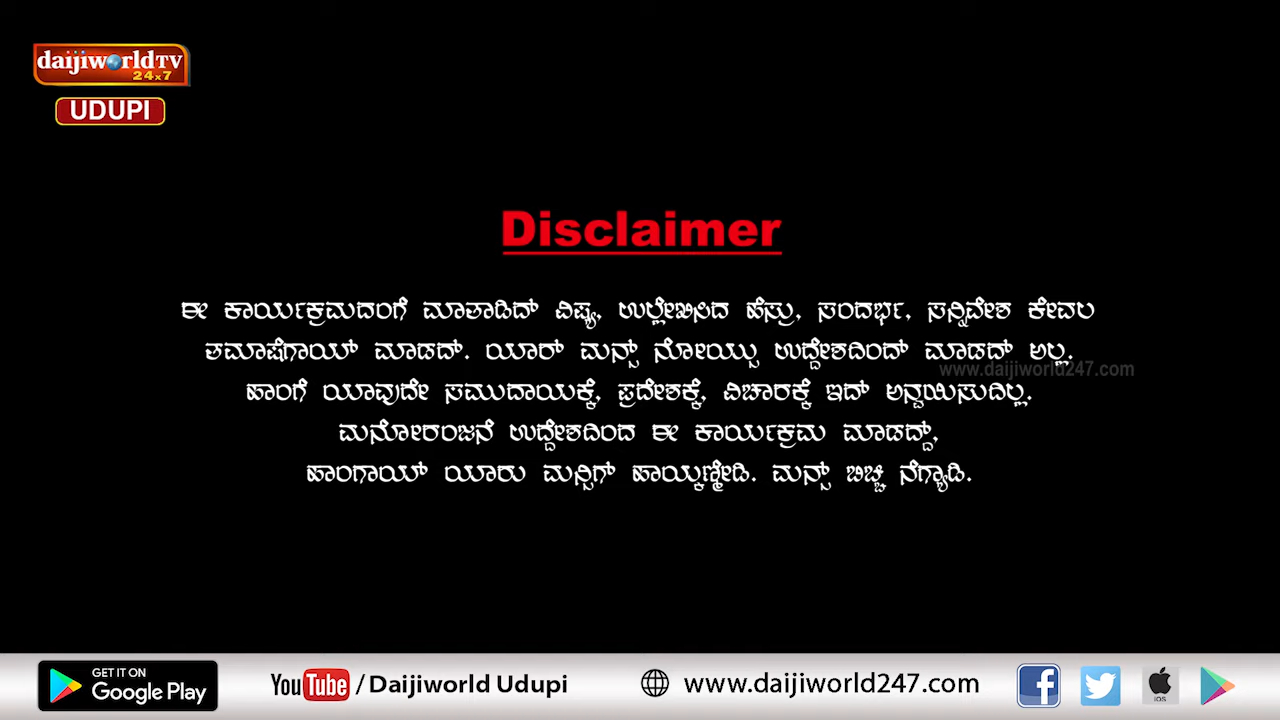 daijiworldTV
24x7
UDUPI
Disclaimer
ಈ ಕಾರ್ಯಕ್ರಮದಂಗೆ ಮಾತಾಡಿದ್ ವಿಷ್ಯ, ಉಲ್ಲೇಖಿಸಿದ ಹೆಸ್ರು, ಸಂದರ್ಭ, ಸನ್ನಿವೇಶ ಕೇವಲ
ತಮಾಷೆಗಾಯ್ ಮಾಡದ್. ಯಾರ್ ಮನ್ಸ್ ನೋಯ್ಸು ಉದ್ದೇಶದಿಂದ್ ಮಾಡದ್ ಅಲ್ಲ.
www.daijiworld247.com
ಹಾಂಗೆ ಯಾವುದೇ ಸಮುದಾಯಕ್ಕೆ, ಪ್ರದೇಶಕ್ಕೆ, ವಿಚಾರಕ್ಕೆ ಇದ್ ಅನ್ವಯಿಸುದಿಲ್ಲ.
ಮನೋರಂಜನೆ ಉದ್ದೇಶದಿಂದ ಈ ಕಾರ್ಯಕ್ರಮ ಮಾಡದ್ದ್,
ಹಾಂಗಾಯ್ ಯಾರು ಮನ್ಸಿಗ್ ಹಾಯ್ಕಣ್ಬೇಡಿ. ಮನ್ಸ್ ಬಿಚ್ಚಿ ನೆಗ್ಯಾಡಿ.
GET IT ON
Google Play
YouTube / Daijiworld Udupi
www.daijiworld247.com
iOS